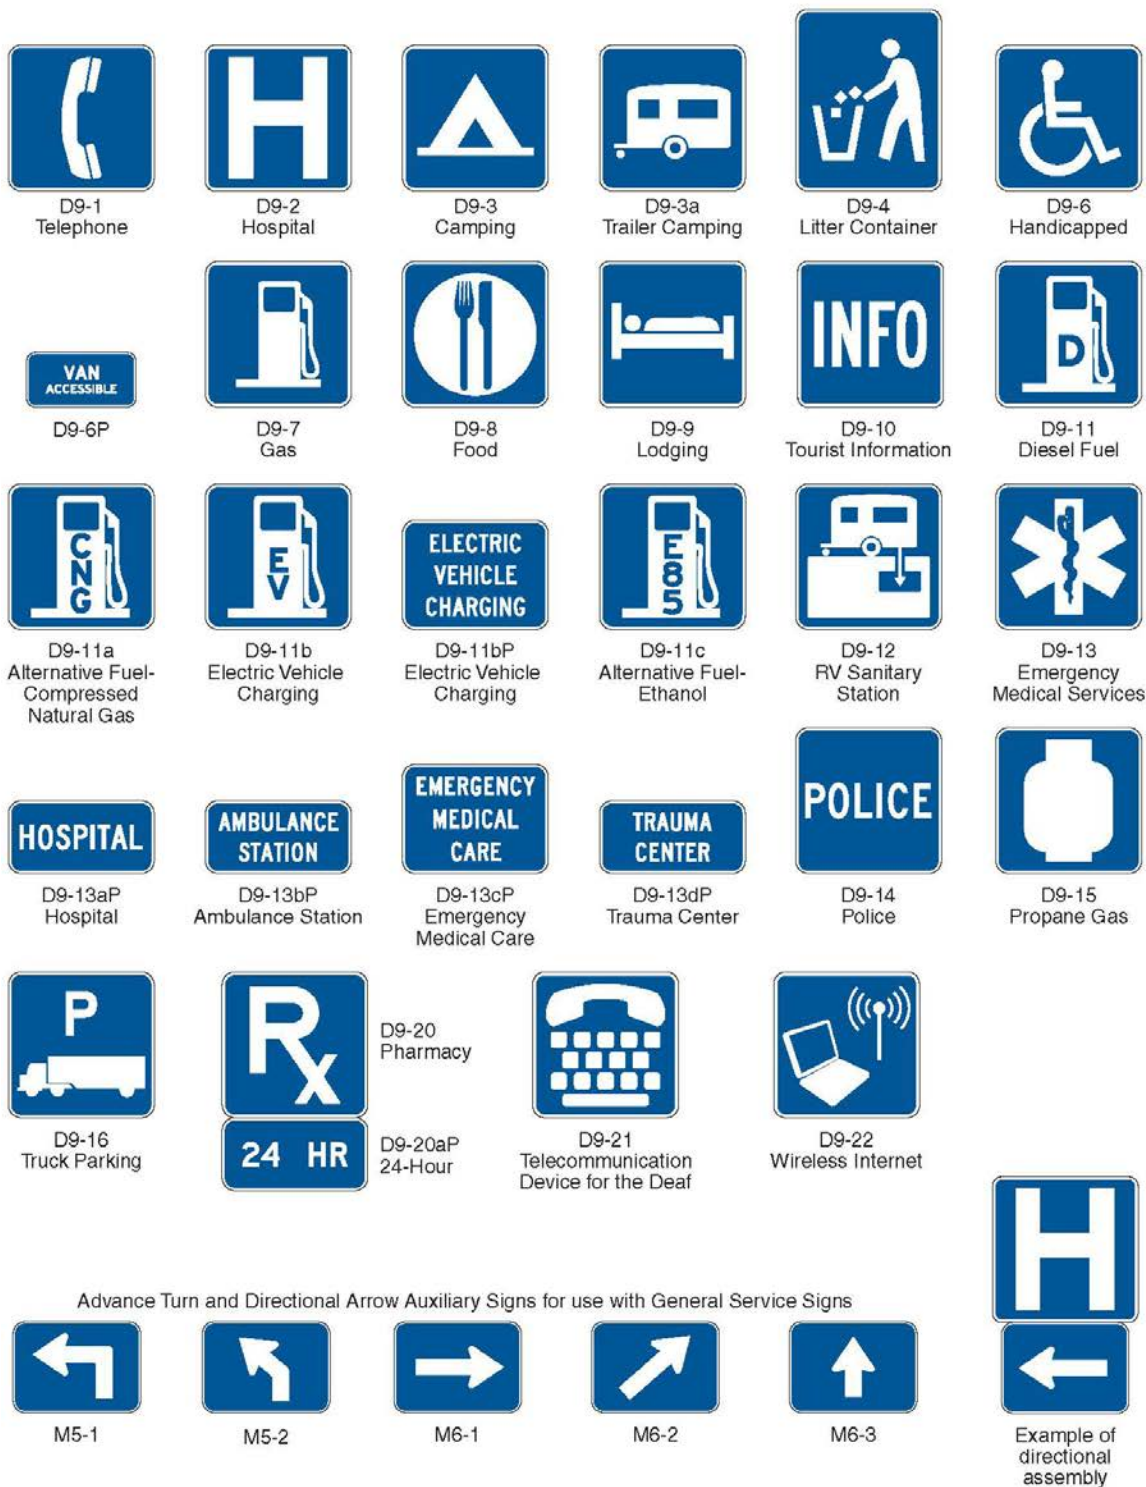 H
D9-1
Telephone
D9-2
Hospital
D9-3
Camping
D9-3a
Trailer Camping
D9-4
Litter Container
D9-6
Handicapped
VAN
ACCESSIBLE
D9-6P
D9-7
Gas
D9-8
Food
D9-9
Lodging
INFO
D9-10
Tourist Information
D
D9-11
Diesel Fuel
CNG
D9-11a
Alternative Fuel-
Compressed
Natural Gas
EV
D9-11b
Electric Vehicle
Charging
ELECTRIC
VEHICLE
CHARGING
D9-11bP
Electric Vehicle
Charging
E85
D9-11c
Alternative Fuel-
Ethanol
D9-12
RV Sanitary
Station
D9-13
Emergency
Medical Services
HOSPITAL
D9-13aP
Hospital
AMBULANCE
STATION
D9-13bP
Ambulance Station
EMERGENCY
MEDICAL
CARE
D9-13cP
Emergency
Medical Care
TRAUMA
CENTER
D9-13dP
Trauma Center
POLICE
D9-14
Police
D9-15
Propane Gas
P
D9-16
Truck Parking
Rx
D9-20
Pharmacy
24 HR
D9-20aP
24-Hour
D9-21
Telecommunication
Device for the Deaf
D9-22
Wireless Internet
H
Advance Turn and Directional Arrow Auxiliary Signs for use with General Service Signs
M5-1
M5-2
M6-1
M6-2
M6-3
Example of
directional
assembly